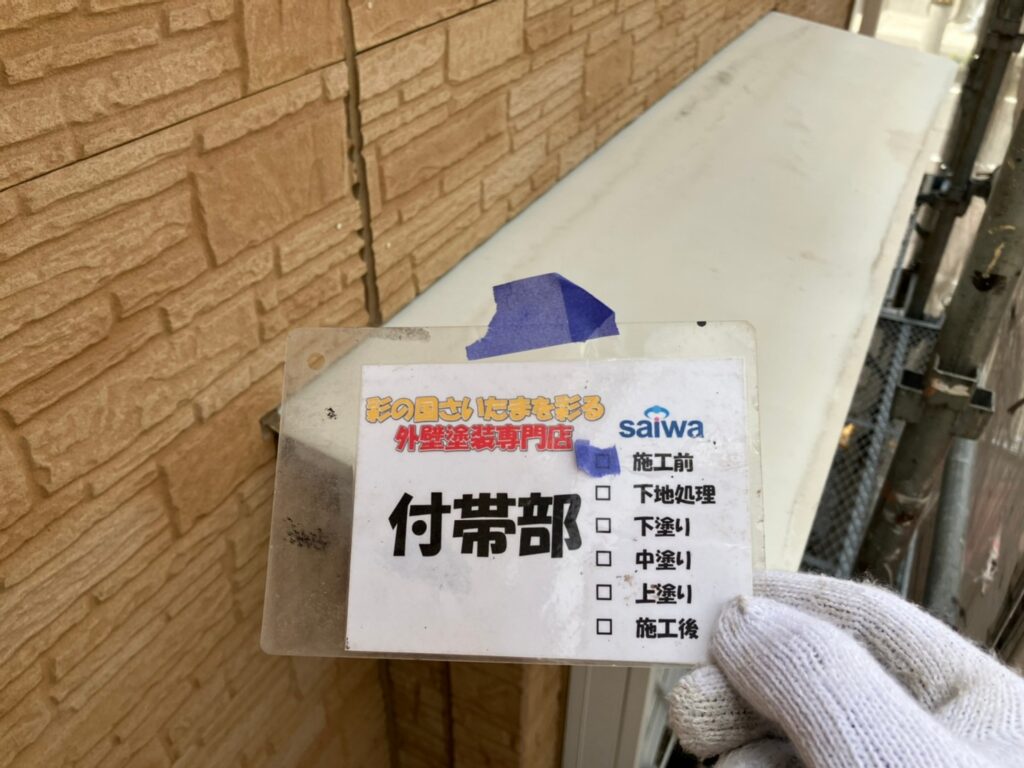 彩の国さいたまを彩る
外壁塗装専門店
saiwa
付帯部
施工前
下地処理
下塗り
中塗り
上塗り
施工後